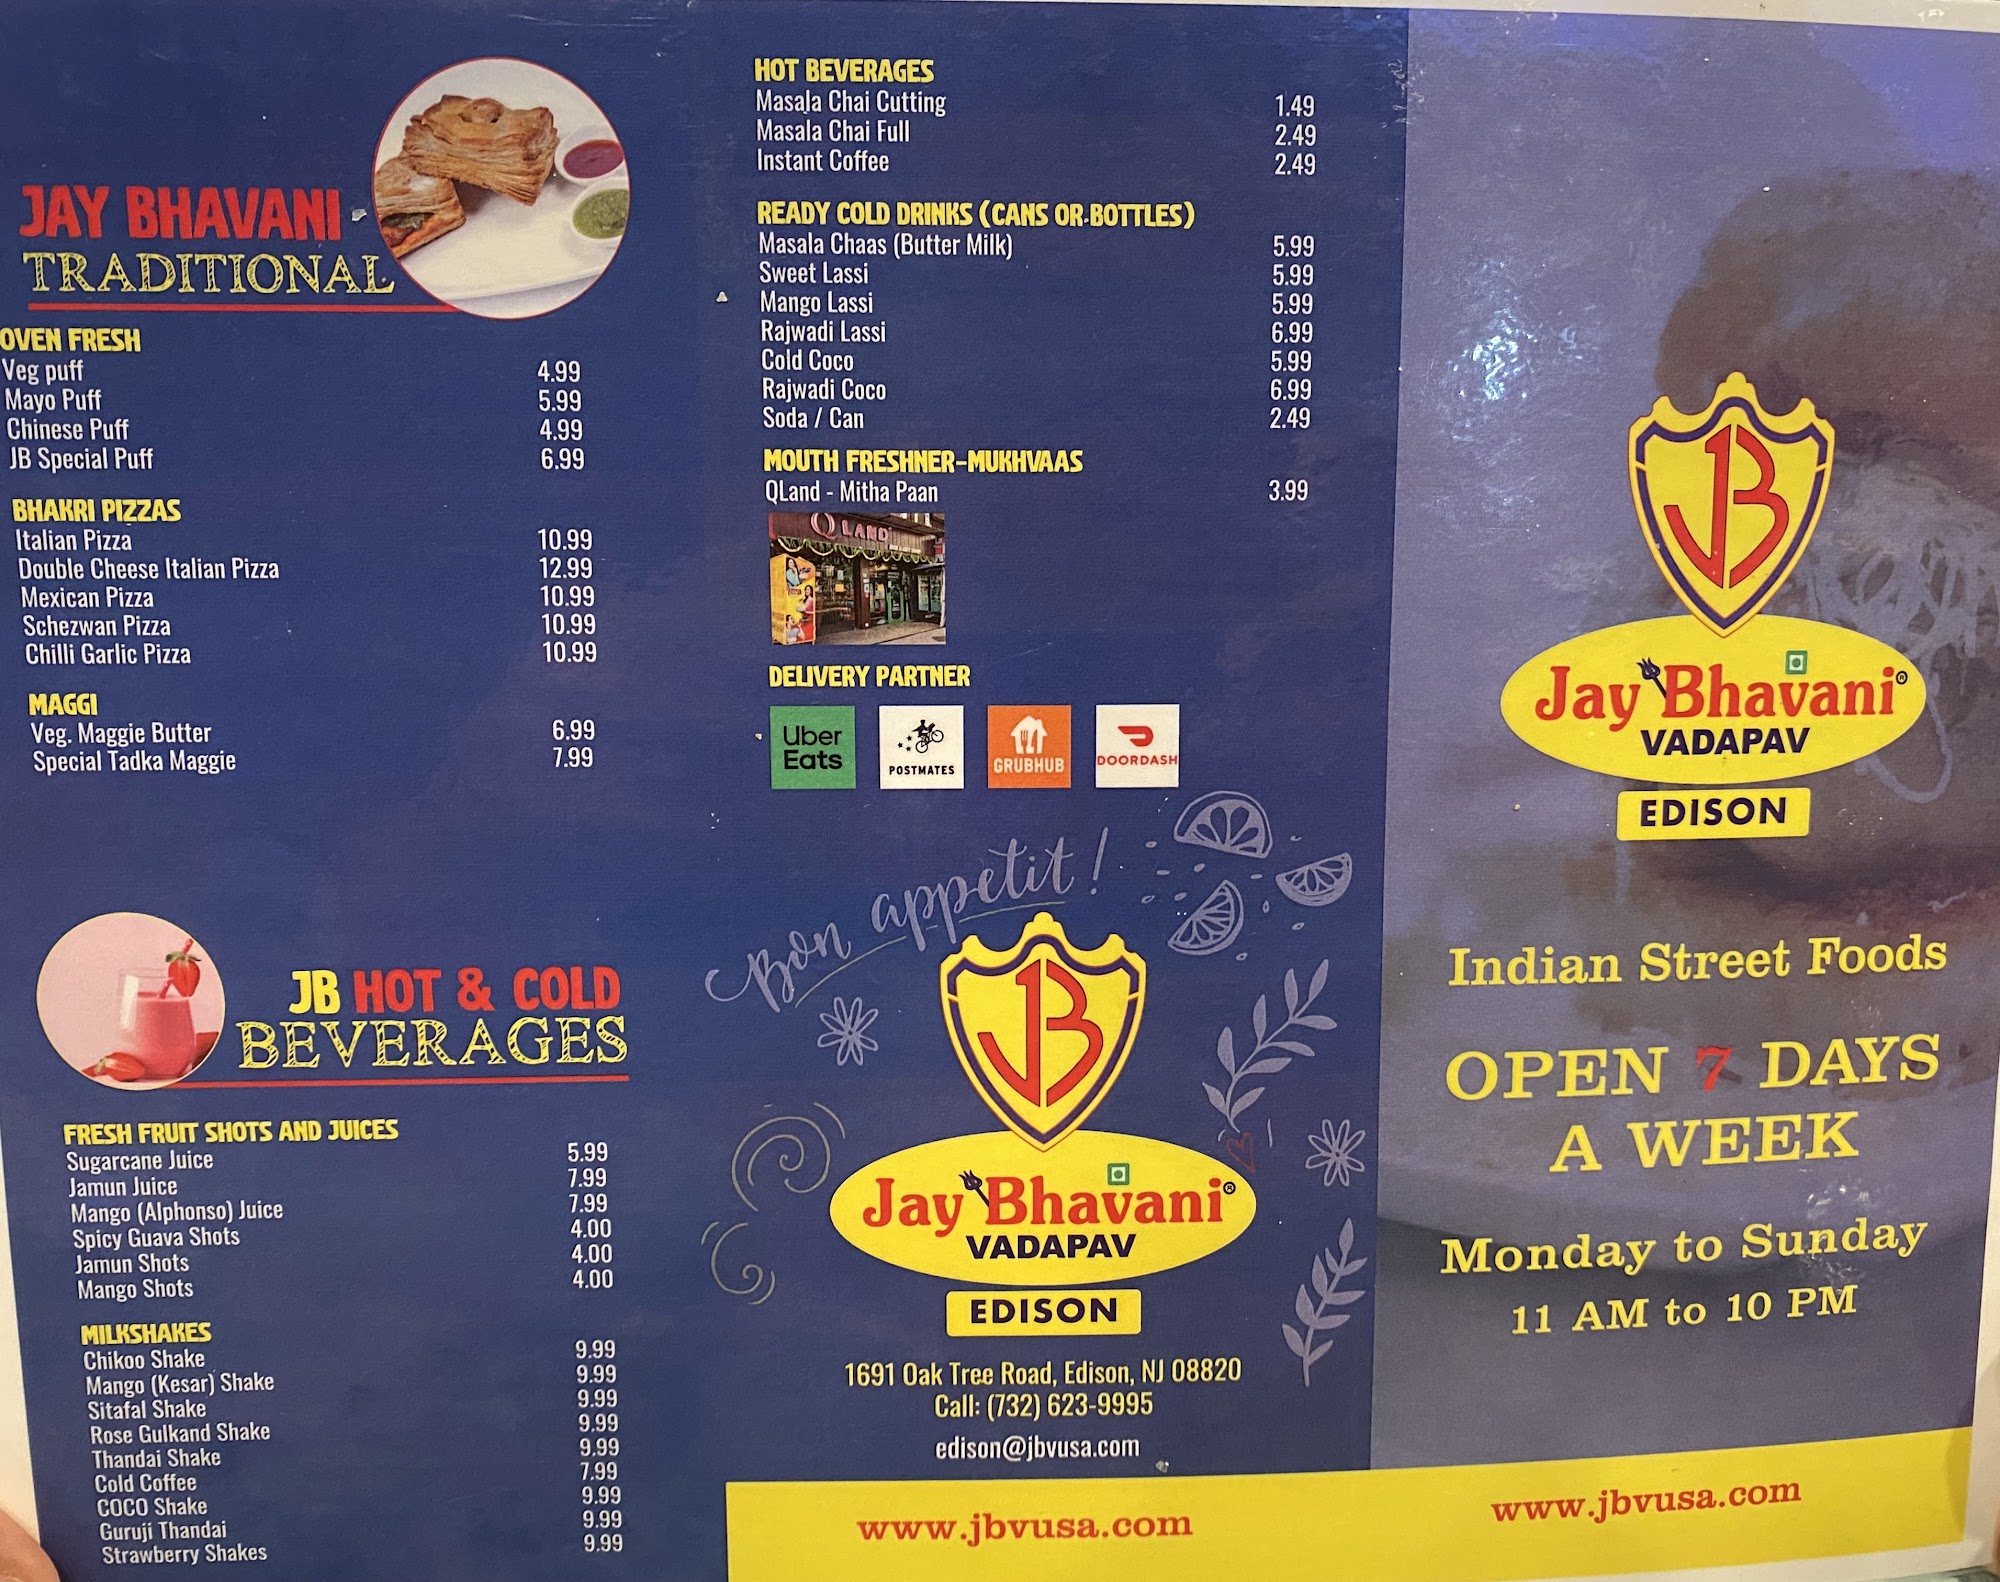 JAY BHAVANI
TRADITIONAL
OVEN FRESH
Veg puff 4.99
Mayo Puff 5.99
Chinese Puff 4.99
JB Special Puff 6.99
BHAKRI PIZZAS
Italian Pizza 10.99
Double Cheese Italian Pizza 12.99
Mexican Pizza 10.99
Schezwan Pizza 10.99
Chilli Garlic Pizza 10.99
MAGGI
Veg. Maggie Butter 6.99
Special Tadka Maggie 7.99
JB HOT & COLD
BEVERAGES
FRESH FRUIT SHOTS AND JUICES
Sugarcane Juice 5.99
Jamun Juice 7.99
Mango (Alphonso) Juice 7.99
Spicy Guava Shots 4.00
Jamun Shots 4.00
Mango Shots 4.00
MILKSHAKES
Chikoo Shake 9.99
Mango (Kesar) Shake 9.99
Sitafal Shake 9.99
Rose Gulkand Shake 9.99
Thandai Shake 9.99
Cold Coffee 7.99
COCO Shake 9.99
Guruji Thandai 9.99
Strawberry Shakes 9.99
HOT BEVERAGES
Masala Chai Cutting 1.49
Masala Chai Full 2.49
Instant Coffee 2.49
READY COLD DRINKS (CANS OR BOTTLES)
Masala Chaas (Butter Milk) 5.99
Sweet Lassi 5.99
Mango Lassi 5.99
Rajwadi Lassi 6.99
Cold Coco 5.99
Rajwadi Coco 6.99
Soda / Can 2.49
MOUTH FRESHNER-MUKHVAAS
QLand - Mitha Paan 3.99
Q LAND
DELIVERY PARTNER
Uber
Eats
POSTMATES
GRUBHUB
DOORDASH
Bon appetit!
JB
Jay Bhavani®
VADAPAV
EDISON
1691 Oak Tree Road, Edison, NJ 08820
Call: (732) 623-9995
edison@jbvusa.com
www.jbvusa.com
JB
Jay Bhavani®
VADAPAV
EDISON
Indian Street Foods
OPEN 7 DAYS
A WEEK
Monday to Sunday
11 AM to 10 PM
www.jbvusa.com